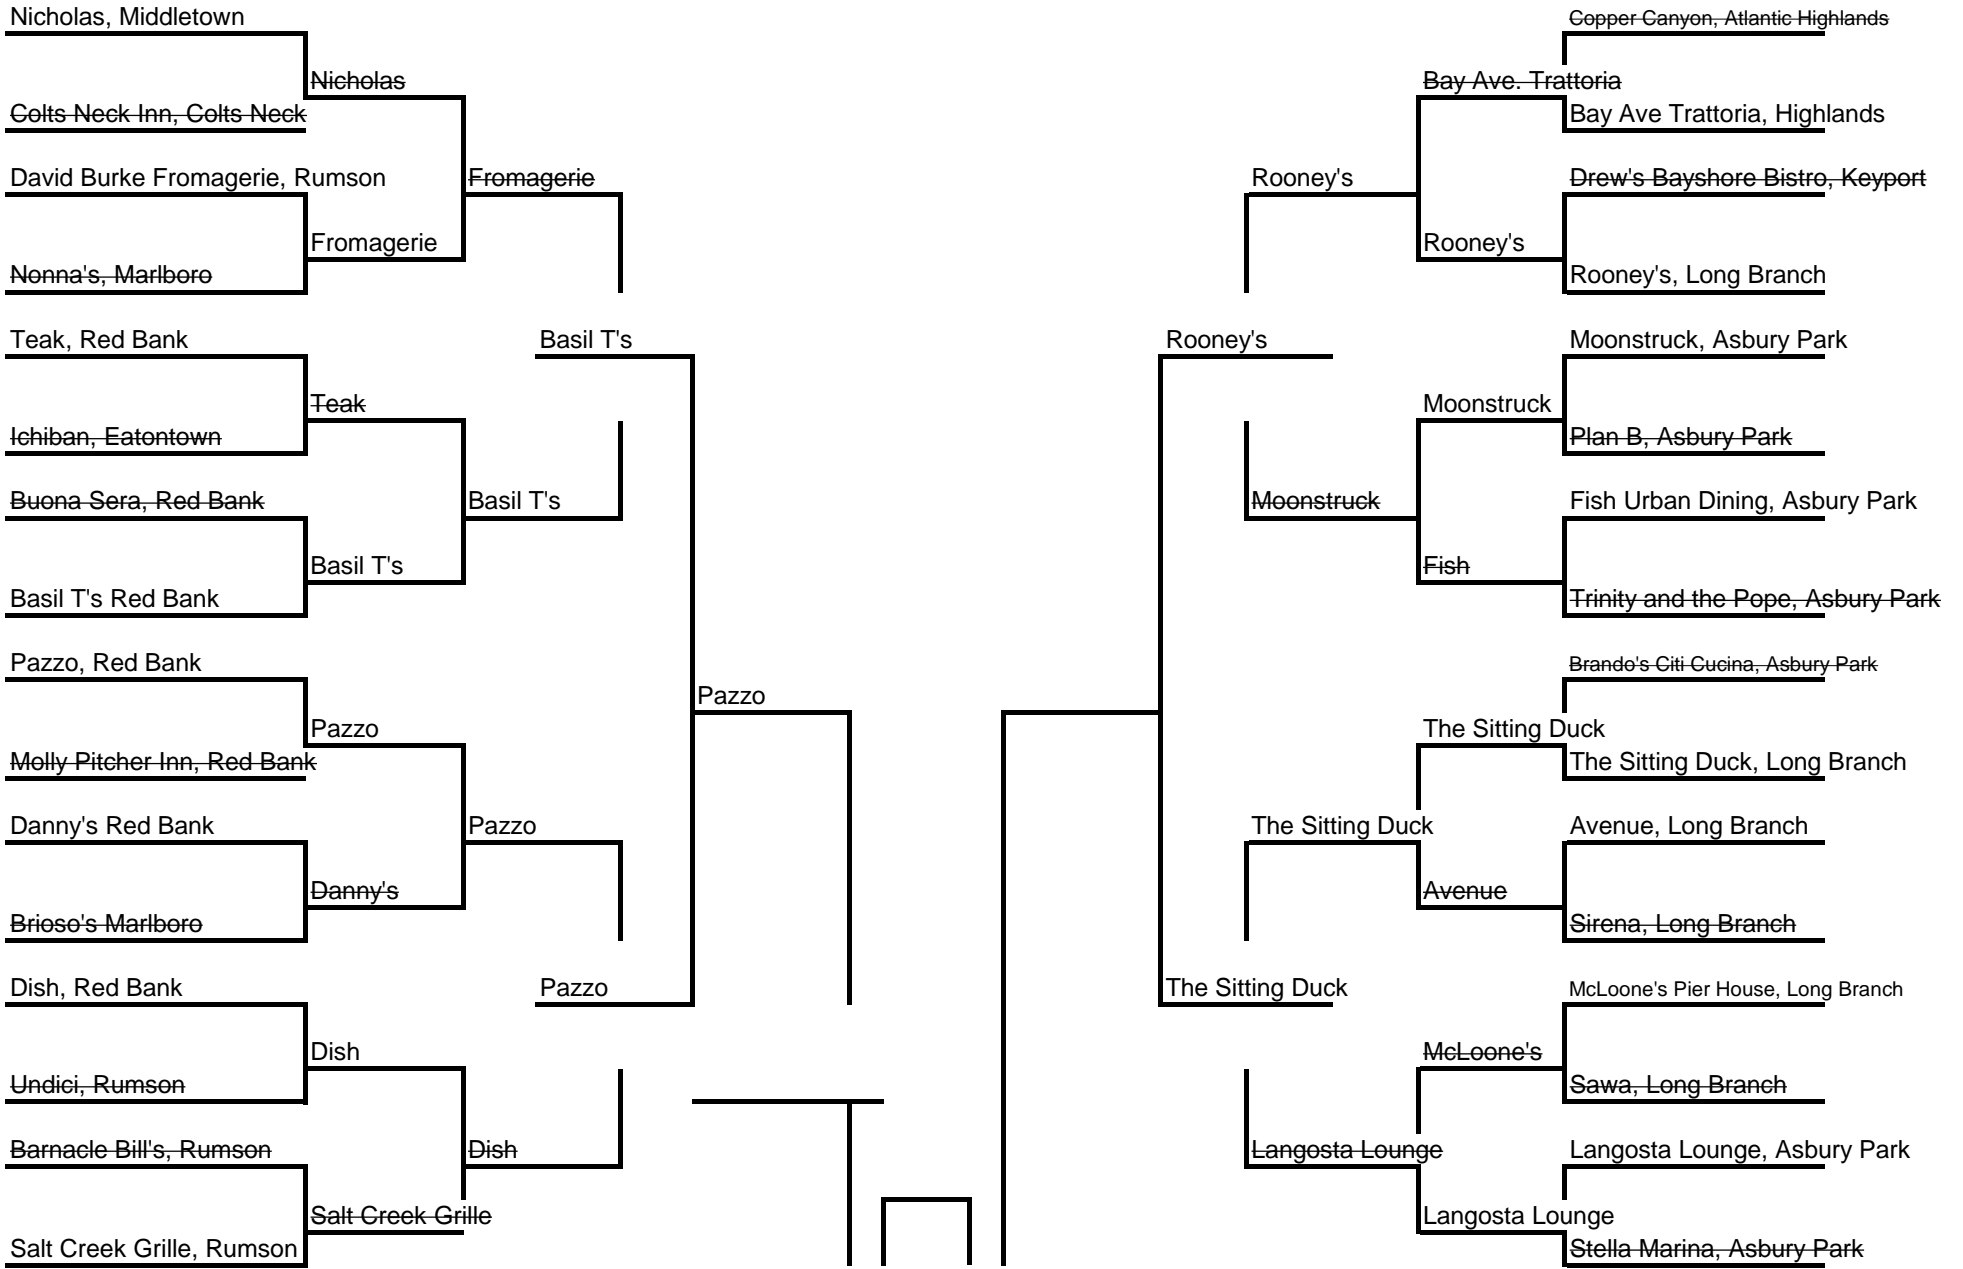 Nicholas, Middletown
Copper Canyon, Atlantic Highlands
Nicholas
Bay Ave. Trattoria
Colts Neck Inn, Colts Neck
Bay Ave Trattoria, Highlands
David Burke Fromagerie, Rumson
Fromagerie
Rooney's
Drew's Bayshore Bistro, Keyport
Fromagerie
Rooney's
Nonna's, Marlboro
Rooney's, Long Branch
Teak, Red Bank
Basil T's
Rooney's
Moonstruck, Asbury Park
Teak
Moonstruck
Ichiban, Eatontown
Plan B, Asbury Park
Buona Sera, Red Bank
Basil T's
Moonstruck
Fish Urban Dining, Asbury Park
Basil T's
Fish
Basil T's Red Bank
Trinity and the Pope, Asbury Park
Pazzo, Red Bank
Brando's Citi Cucina, Asbury Park
Pazzo
Pazzo
The Sitting Duck
Molly Pitcher Inn, Red Bank
The Sitting Duck, Long Branch
Danny's Red Bank
Pazzo
The Sitting Duck
Avenue, Long Branch
Danny's
Avenue
Brioso's Marlboro
Sirena, Long Branch
Dish, Red Bank
Pazzo
The Sitting Duck
McLoone's Pier House, Long Branch
Dish
McLoone's
Undici, Rumson
Sawa, Long Branch
Barnacle Bill's, Rumson
Dish
Langosta Lounge
Langosta Lounge, Asbury Park
Salt Creek Grille
Langosta Lounge
Salt Creek Grille, Rumson
Stella Marina, Asbury Park